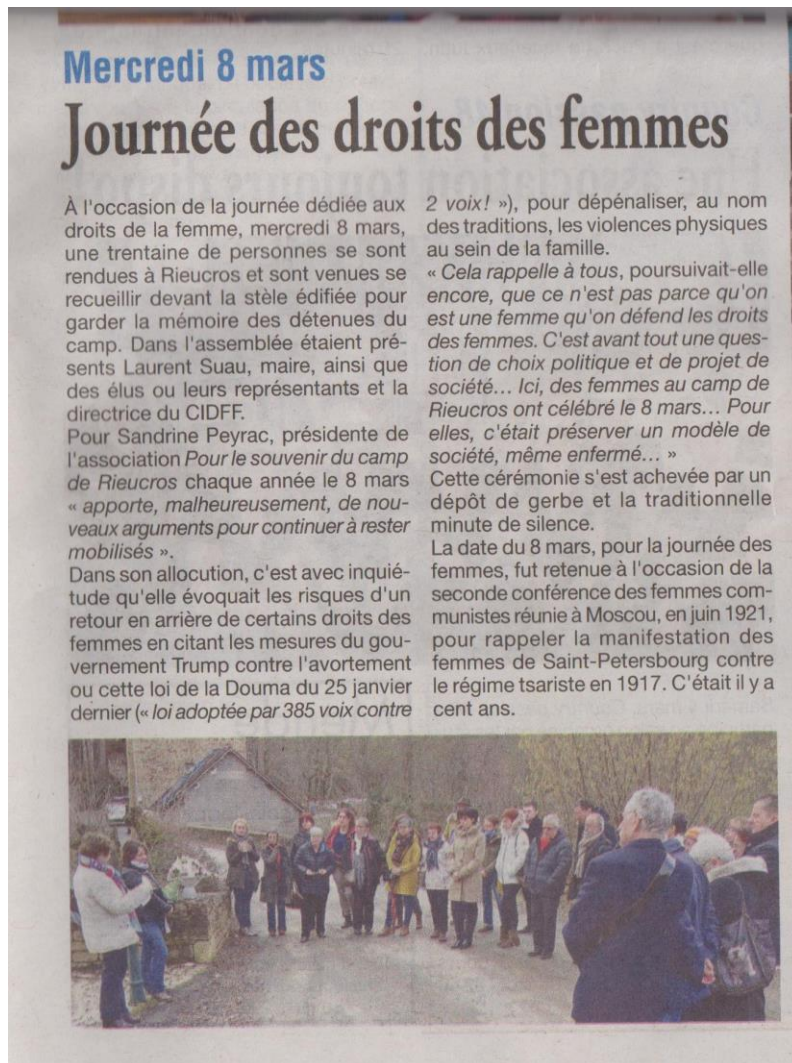 Mercredi 8 mars
Journée des droits des femmes
À l'occasion de la journée dédiée aux
droits de la femme, mercredi 8 mars,
une trentaine de personnes se sont
rendues à Rieucros et sont venues se
recueillir devant la stèle édifiée pour
garder la mémoire des détenues du
camp. Dans l'assemblée étaient pré-
sents Laurent Suau, maire, ainsi que
des élus ou leurs représentants et la
directrice du CIDFF.
Pour Sandrine Peyrac, présidente de
l'association Pour le souvenir du camp
de Rieucros chaque année le 8 mars
« apporte, malheureusement, de nou-
veaux arguments pour continuer à rester
mobilisés ».
Dans son allocution, c'est avec inquié-
tude qu'elle évoquait les risques d'un
retour en arrière de certains droits des
femmes en citant les mesures du gou-
vernement Trump contre l'avortement
ou cette loi de la Douma du 25 janvier
dernier (« loi adoptée par 385 voix contre
2 voix! »), pour dépénaliser, au nom
des traditions, les violences physiques
au sein de la famille.
« Cela rappelle à tous, poursuivait-elle
encore, que ce n'est pas parce qu'on
est une femme qu'on défend les droits
des femmes. C'est avant tout une ques-
tion de choix politique et de projet de
société... Ici, des femmes au camp de
Rieucros ont célébré le 8 mars... Pour
elles, c'était préserver un modèle de
société, même enfermé... »
Cette cérémonie s'est achevée par un
dépôt de gerbe et la traditionnelle
minute de silence.
La date du 8 mars, pour la journée des
femmes, fut retenue à l'occasion de la
seconde conférence des femmes com-
munistes réunie à Moscou, en juin 1921,
pour rappeler la manifestation des
femmes de Saint-Petersbourg contre
le régime tsariste en 1917. C'était il y a
cent ans.